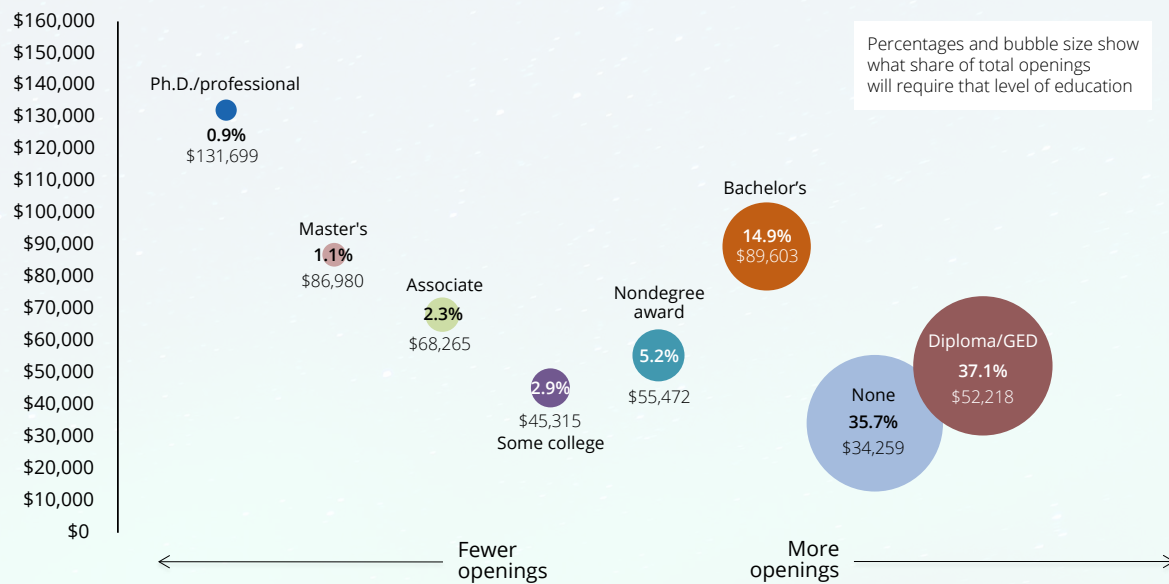 $160,000
$150,000
$140,000
$130,000
$120,000
$110,000
$100,000
$90,000
$80,000
$70,000
$60,000
$50,000
$40,000
$30,000
$20,000
$10,000
$0
Percentages and bubble size show
what share of total openings
will require that level of education
Ph.D./professional
0.9%
$131,699
Master's
1.1%
$86,980
Associate
2.3%
$68,265
2.9%
$45,315
Some college
Nondegree
award
5.2%
$55,472
Bachelor’s
14.9%
$89,603
None
35.7%
$34,259
Diploma/GED
37.1%
$52,218
Fewer
openings
More
openings